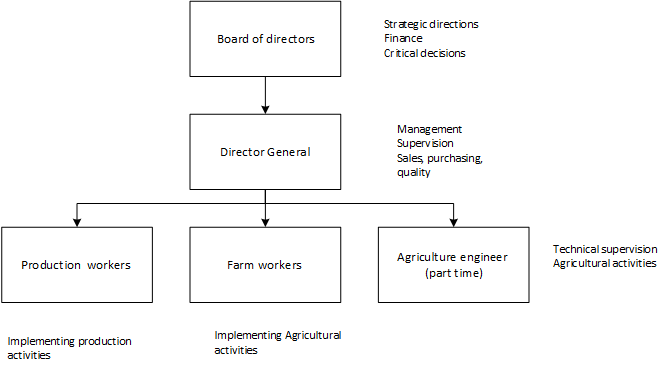 Board of directors
Strategic directions
Finance
Critical decisions
Director General
Management
Supervision
Sales, purchasing,
quality
Production workers
Farm workers
Agriculture engineer
(part time)
Technical supervision
Agricultural activities
Implementing production
activities
Implementing Agricultural
activities